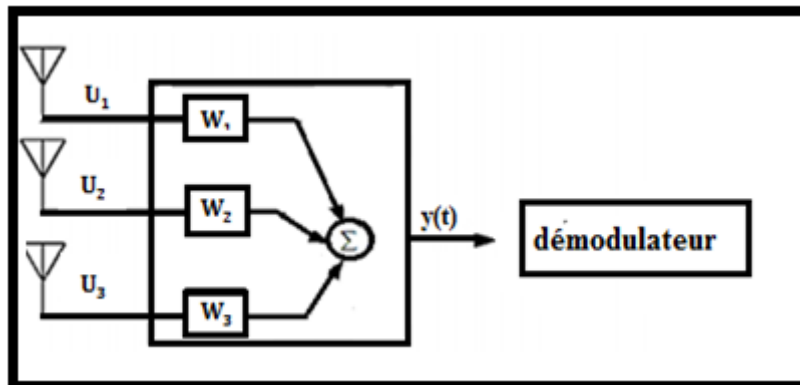 U₁
W₁
U₂
W₂
Σ
y(t)
démodulateur
U₃
W₃